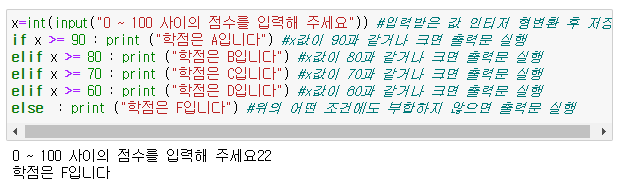 x=int(input("0 ~ 100 사이의 점수를 입력해 주세요")) #입력받은 값 인티저 형변환 후 저장
if x >= 90 : print ("학점은 A입니다") #x값이 90과 같거나 크면 출력문 실행
elif x >= 80 : print ("학점은 B입니다") #x값이 80과 같거나 크면 출력문 실행
elif x >= 70 : print ("학점은 C입니다") #x값이 70과 같거나 크면 출력문 실행
elif x >= 60 : print ("학점은 D입니다") #x값이 60과 같거나 크면 출력문 실행
else  : print ("학점은 F입니다") #위의 어떤 조건에도 부합하지 않으면 출력문 실행
0 ~ 100 사이의 점수를 입력해 주세요22
학점은 F입니다